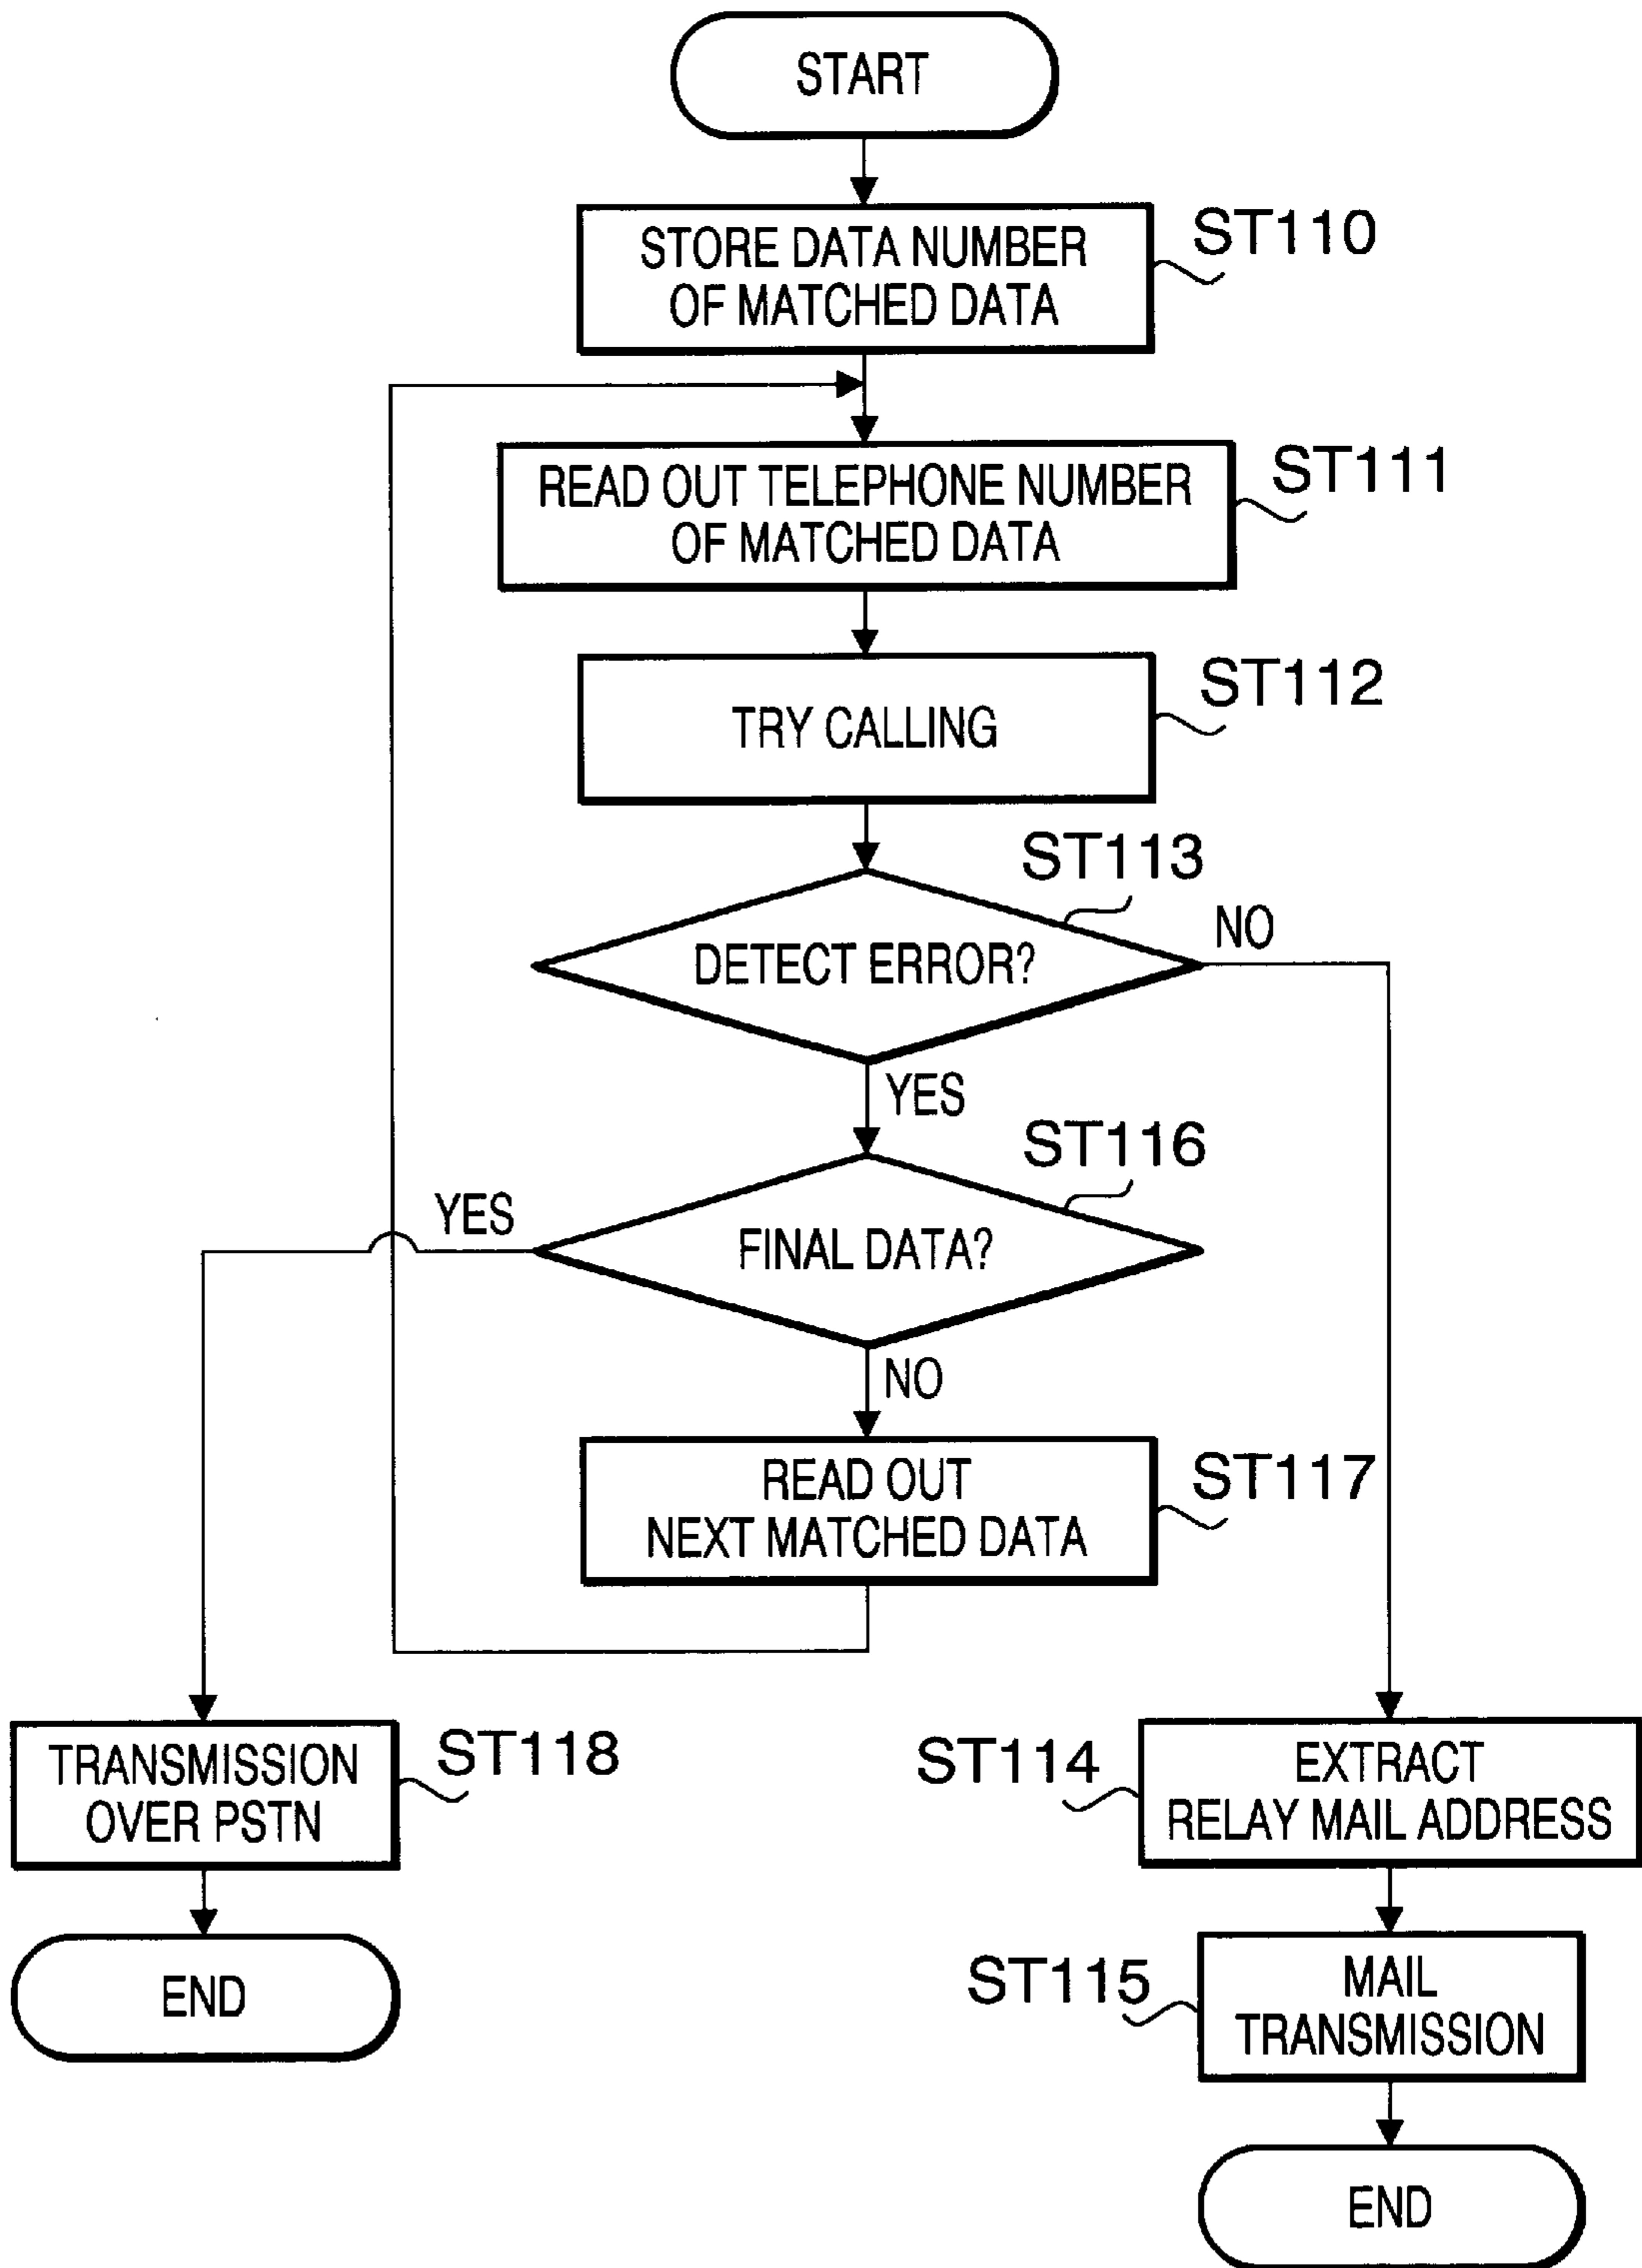 START
STORE DATA NUMBER
OF MATCHED DATA
ST110
READ OUT TELEPHONE NUMBER
OF MATCHED DATA
ST111
TRY CALLING
ST112
ST113
DETECT ERROR?
NO
YES
ST116
YES
FINAL DATA?
NO
READ OUT
NEXT MATCHED DATA
ST117
TRANSMISSION
OVER PSTN
ST118
ST114
EXTRACT
RELAY MAIL ADDRESS
END
ST115
MAIL
TRANSMISSION
END